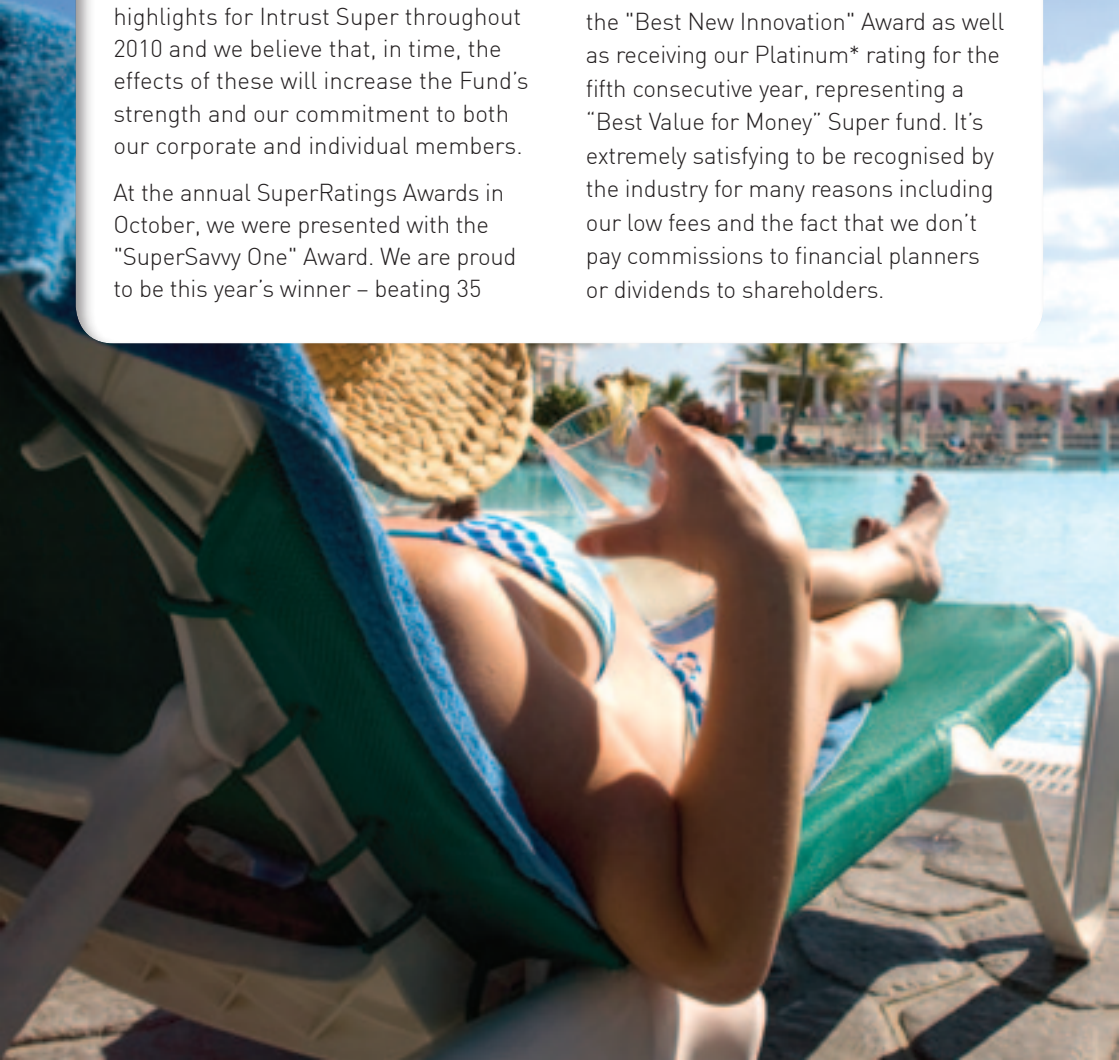 highlights for Intrust Super throughout
2010 and we believe that, in time, the
effects of these will increase the Fund's
strength and our commitment to both
our corporate and individual members.
At the annual SuperRatings Awards in
October, we were presented with the
"SuperSavvy One" Award. We are proud
to be this year's winner – beating 35
the "Best New Innovation" Award as well
as receiving our Platinum* rating for the
fifth consecutive year, representing a
“Best Value for Money” Super fund. It's
extremely satisfying to be recognised by
the industry for many reasons including
our low fees and the fact that we don't
pay commissions to financial planners
or dividends to shareholders.